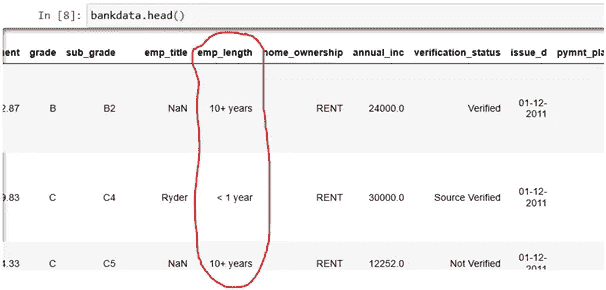 In [8]: bankdata.head()
nent grade sub_grade emp_title emp_length home_ownership annual_inc verification_status issue_d pymnt_pla
2.87 B B2 NaN 10+ years RENT 24000.0 Verified 01-12-
2011
9.83 C C4 Ryder < 1 year RENT 30000.0 Source Verified 01-12-
2011
4.33 C C5 NaN 10+ years RENT 12252.0 Not Verified 01-12-
2011